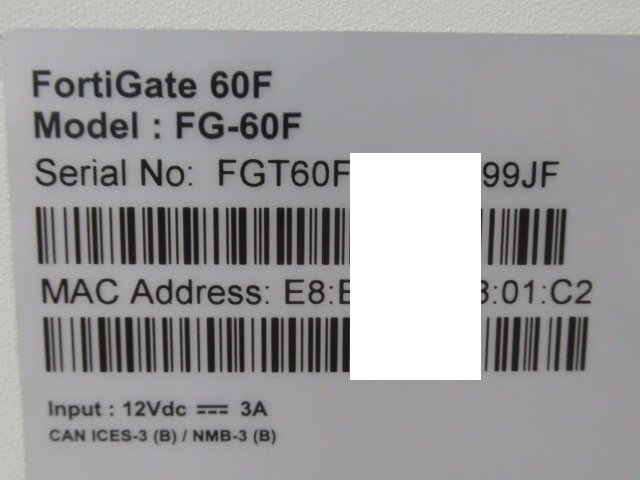 FortiGate 60F
Model : FG-60F
Serial No: FGT60F 99JF
MAC Address: E8:E :01:C2
Input : 12Vdc ⎓ 3A
CAN ICES-3 (B) / NMB-3 (B)